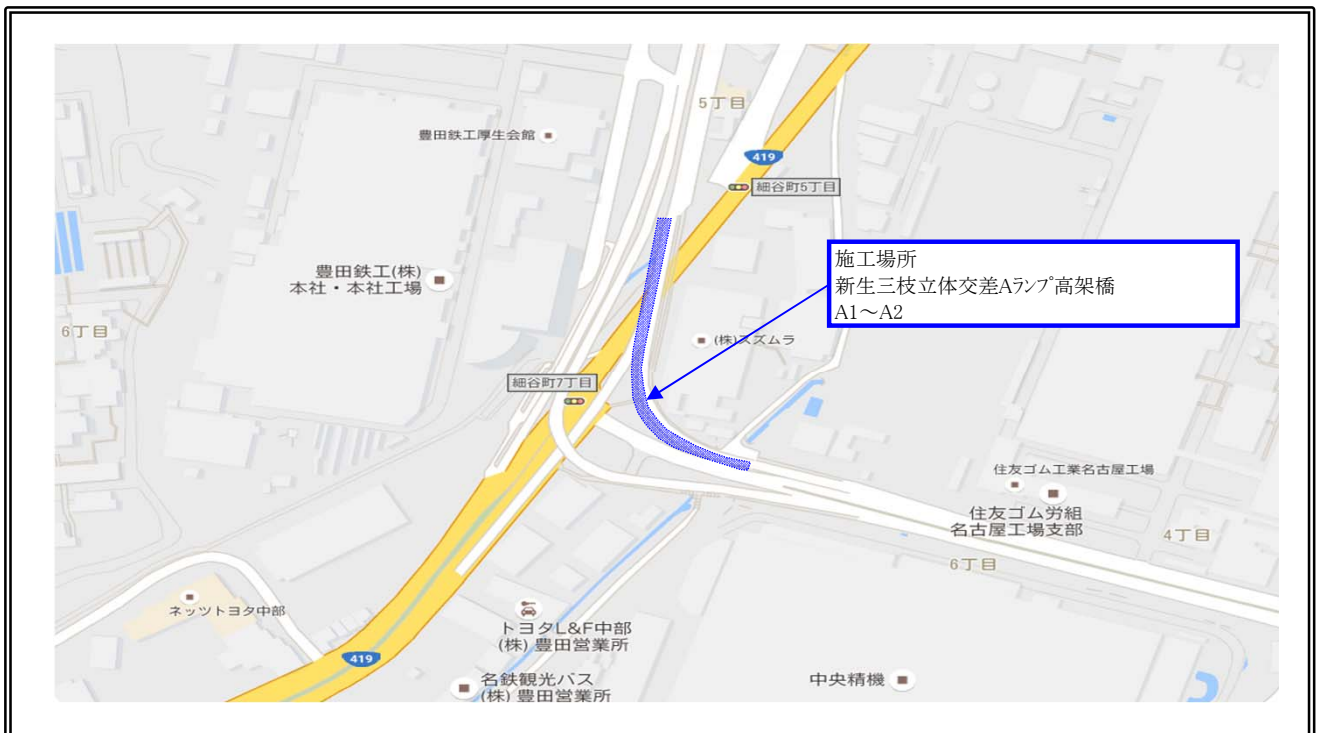 5丁目
豊田鉄工厚生会館
419
細谷町5丁目
施工場所
新生三枝立体交差Aランプ高架橋
A1～A2
豊田鉄工(株)
本社・本社工場
6丁目
(株)スズムラ
細谷町7丁目
住友ゴム工業名古屋工場
住友ゴム労組
名古屋工場支部
4丁目
6丁目
ネッツトヨタ中部
トヨタL&F中部
(株) 豊田営業所
419
名鉄観光バス
(株) 豊田営業所
中央精機